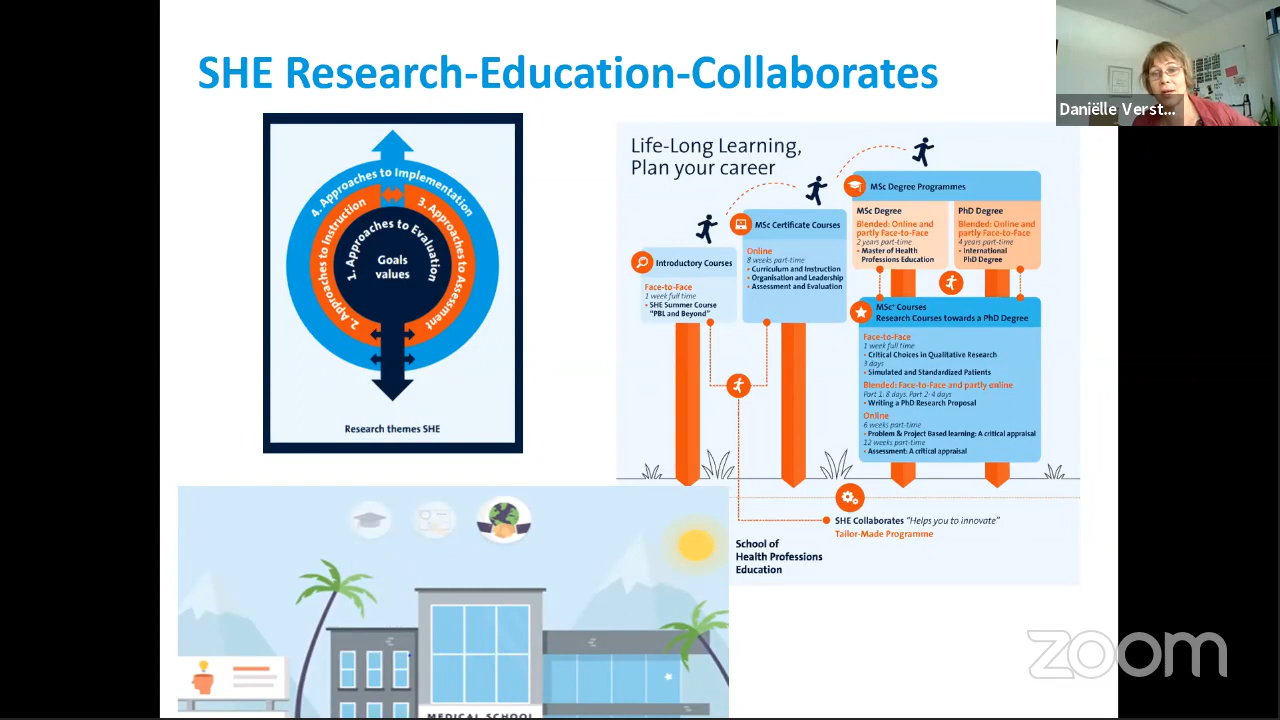 SHE Research-Education-Collaborates
Daniëlle Verst...
4. Approaches to Implementation
2. Approaches to Instruction
3. Approaches to Assessment
1. Approaches to Evaluation
Goals
values
Research themes SHE
Life-Long Learning,
Plan your career
Introductory Courses
Face-to-Face
1 week full time
• SHE Summer Course
"PBL and Beyond"
MSc Certificate Courses
Online
8 weeks part-time
• Curriculum and Instruction
• Organisation and Leadership
• Assessment and Evaluation
MSc Degree Programmes
MSc Degree
Blended: Online and
partly Face-to-Face
2 years part-time
• Master of Health
Professions Education
PhD Degree
Blended: Online and
partly Face-to-Face
4 years part-time
• International
PhD Degree
MSc+ Courses
Research Courses towards a PhD Degree
Face-to-Face
1 week full time
• Critical Choices in Qualitative Research
3 days
• Simulated and Standardized Patients
Blended: Face-to-Face and partly online
Part 1: 8 days. Part 2: 4 days
• Writing a PhD Research Proposal
Online
6 weeks part-time
• Problem & Project Based learning: A critical appraisal
12 weeks part-time
• Assessment: A critical appraisal
SHE Collaborates "Helps you to innovate"
Tailor-Made Programme
School of
Health Professions
Education
MEDICAL SCHOOL
zoom